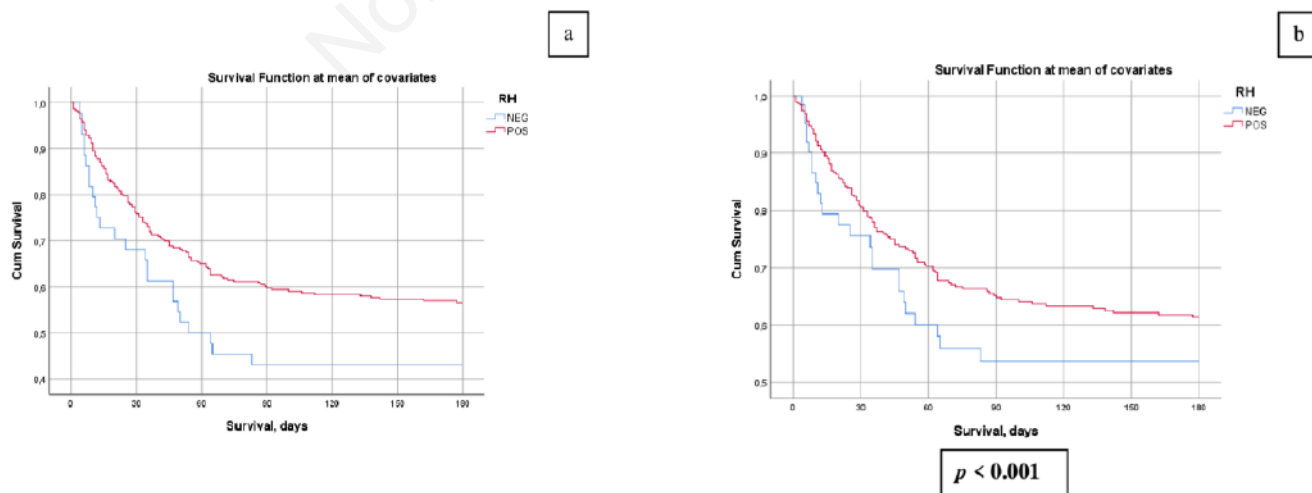 a
Survival Function at mean of covariates
RH
NEG
POS
1,0
0,9
0,8
0,7
0,6
0,5
0,4
Cum Survival
0 30 60 90 120 150 180
Survival, days
b
Survival Function at mean of covariates
RH
NEG
POS
1,0
0,9
0,8
0,7
0,6
0,5
Cum Survival
0 30 60 90 120 150 180
Survival, days
p < 0.001